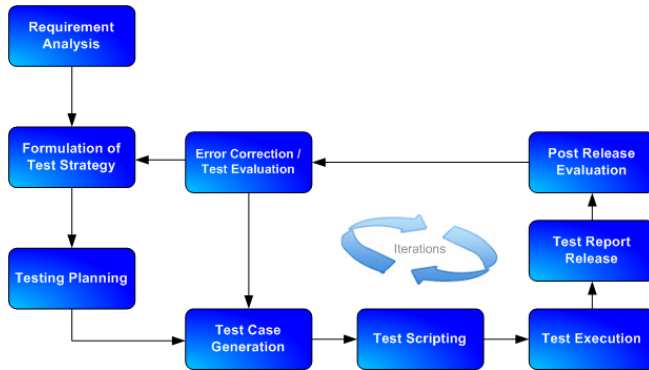 Requirement
Analysis
Formulation of
Test Strategy
Error Correction /
Test Evaluation
Post Release
Evaluation
Testing Planning
Iterations
Test Report
Release
Test Case
Generation
Test Scripting
Test Execution